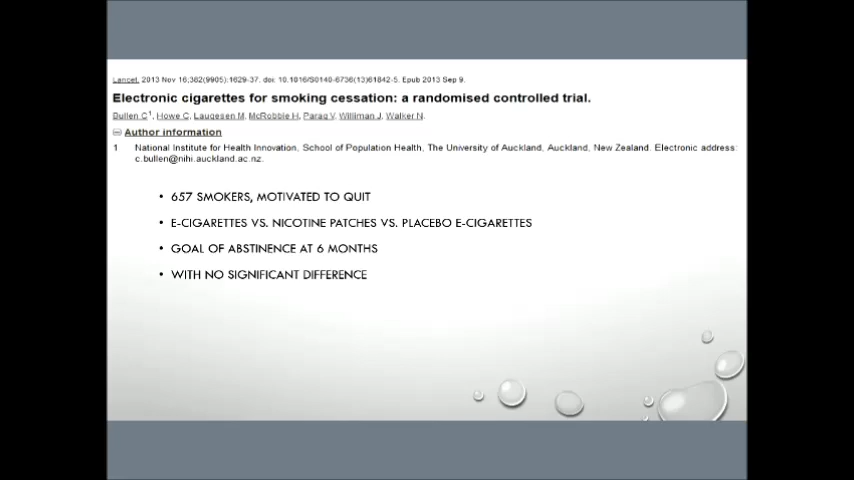 Lancet. 2013 Nov 16;382(9905):1629-37. doi: 10.1016/S0140-6736(13)61842-5. Epub 2013 Sep 9.
Electronic cigarettes for smoking cessation: a randomised controlled trial.
Bullen C1, Howe C, Laugesen M, McRobbie H, Parag V, Williman J, Walker N.
Author information
1 National Institute for Health Innovation, School of Population Health, The University of Auckland, Auckland, New Zealand. Electronic address:
c.bullen@nihi.auckland.ac.nz.
• 657 SMOKERS, MOTIVATED TO QUIT
• E-CIGARETTES VS. NICOTINE PATCHES VS. PLACEBO E-CIGARETTES
• GOAL OF ABSTINENCE AT 6 MONTHS
• WITH NO SIGNIFICANT DIFFERENCE